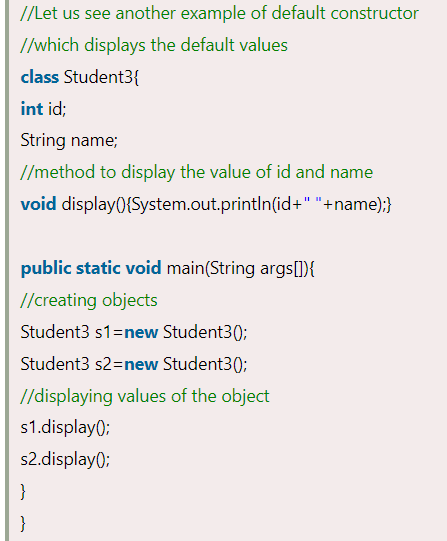 //Let us see another example of default constructor
//which displays the default values
class Student3{
int id;
String name;
//method to display the value of id and name
void display(){System.out.println(id+" "+name);}
public static void main(String args[]){
//creating objects
Student3 s1=new Student3();
Student3 s2=new Student3();
//displaying values of the object
s1.display();
s2.display();
}
}